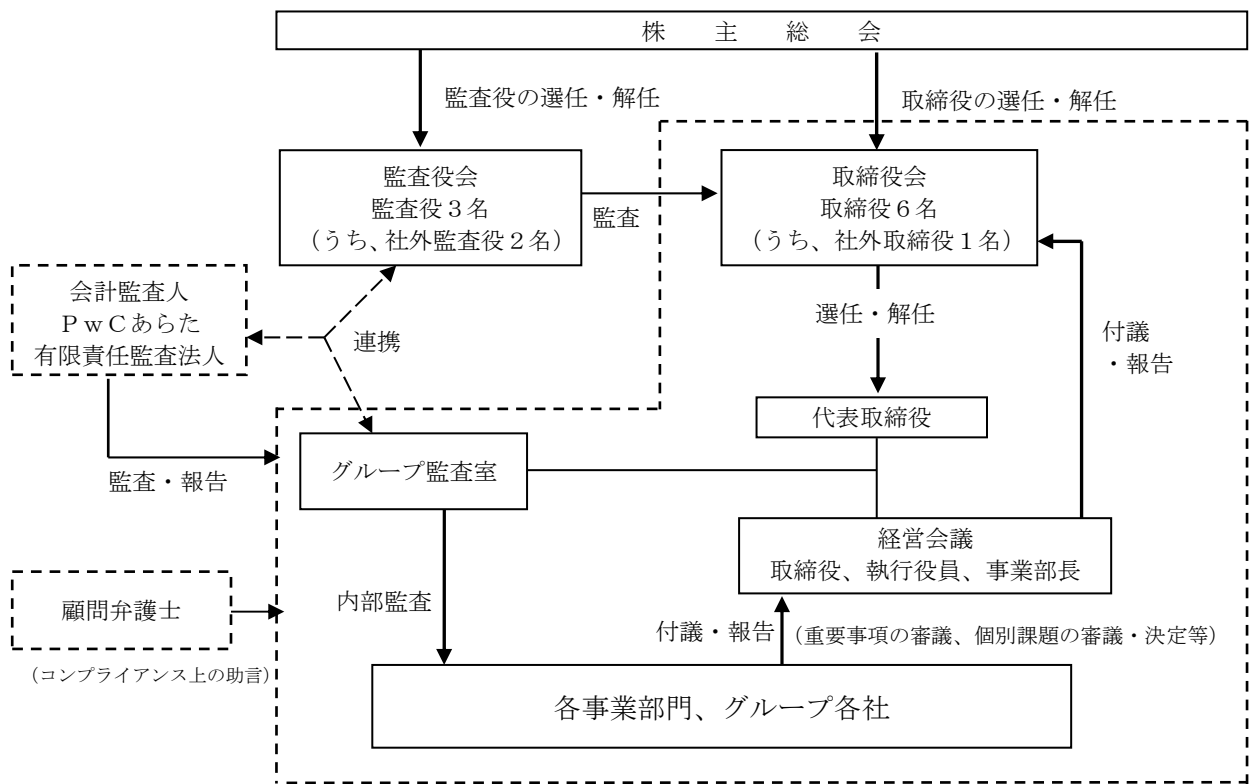 株主総会
監査役の選任・解任
取締役の選任・解任
監査役会
監査役３名
（うち、社外監査役２名）
監査
取締役会
取締役６名
（うち、社外取締役１名）
会計監査人
ＰｗＣあらた
有限責任監査法人
連携
選任・解任
付議
・報告
代表取締役
グループ監査室
監査・報告
経営会議
取締役、執行役員、事業部長
顧問弁護士
（コンプライアンス上の助言）
内部監査
付議・報告
（重要事項の審議、個別課題の審議・決定等）
各事業部門、グループ各社